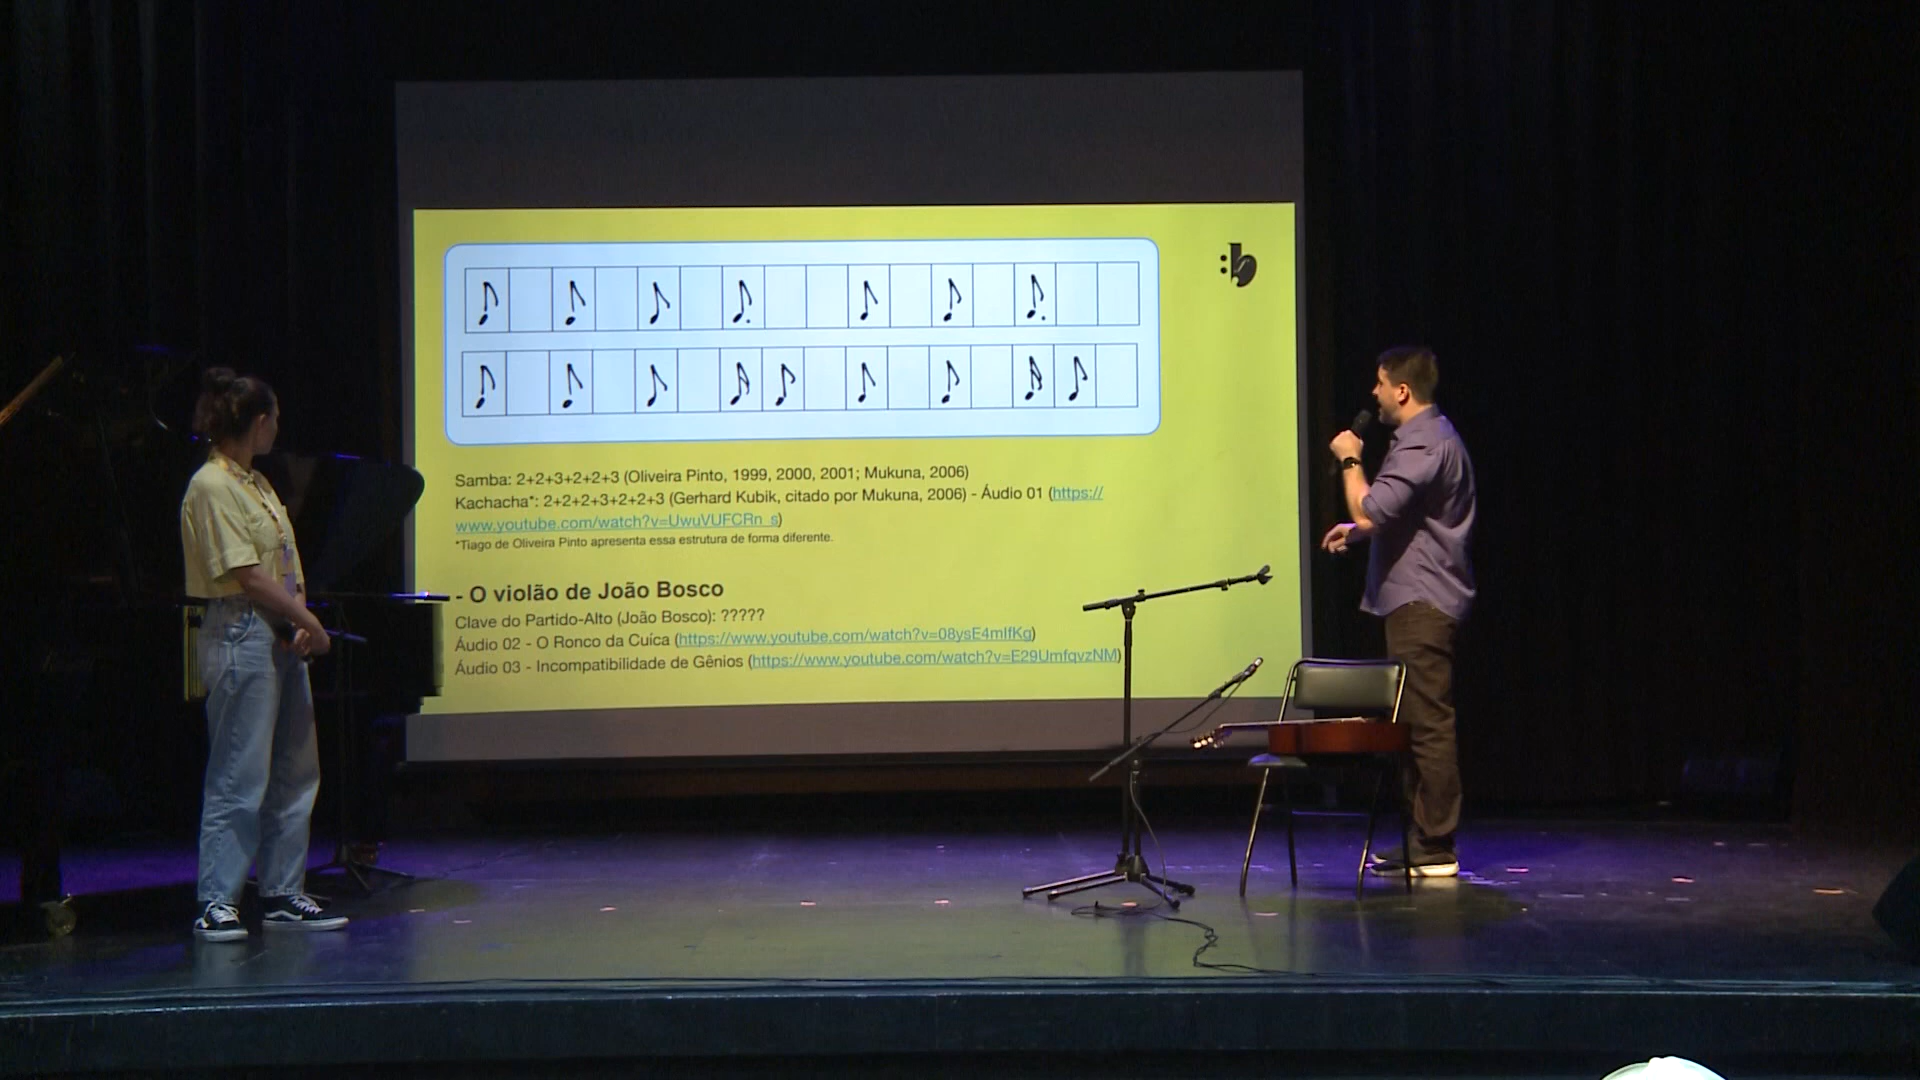 Samba: 2+2+3+2+2+3 (Oliveira Pinto, 1999, 2000, 2001; Mukuna, 2006)
Kachacha*: 2+2+2+3+2+2+3 (Gerhard Kubik, citado por Mukuna, 2006) - Áudio 01 (https://
www.youtube.com/watch?v=UwuVUFCRn_s)
*Tiago de Oliveira Pinto apresenta essa estrutura de forma diferente.
- O violão de João Bosco
Clave do Partido-Alto (João Bosco): ?????
Áudio 02 - O Ronco da Cuíca (https://www.youtube.com/watch?v=08ysE4mIfKg)
Áudio 03 - Incompatibilidade de Gênios (https://www.youtube.com/watch?v=E29UmfqvzNM)